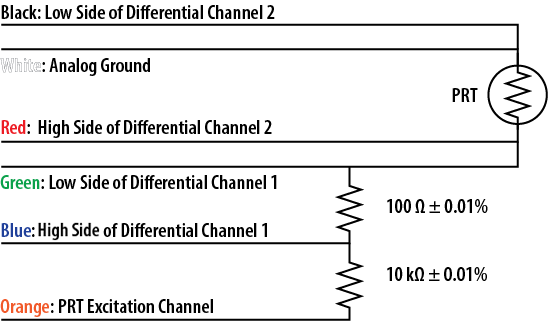 Black: Low Side of Differential Channel 2
White: Analog Ground
PRT
Red: High Side of Differential Channel 2
Green: Low Side of Differential Channel 1
100 Ω ± 0.01%
Blue: High Side of Differential Channel 1
10 kΩ ± 0.01%
Orange: PRT Excitation Channel